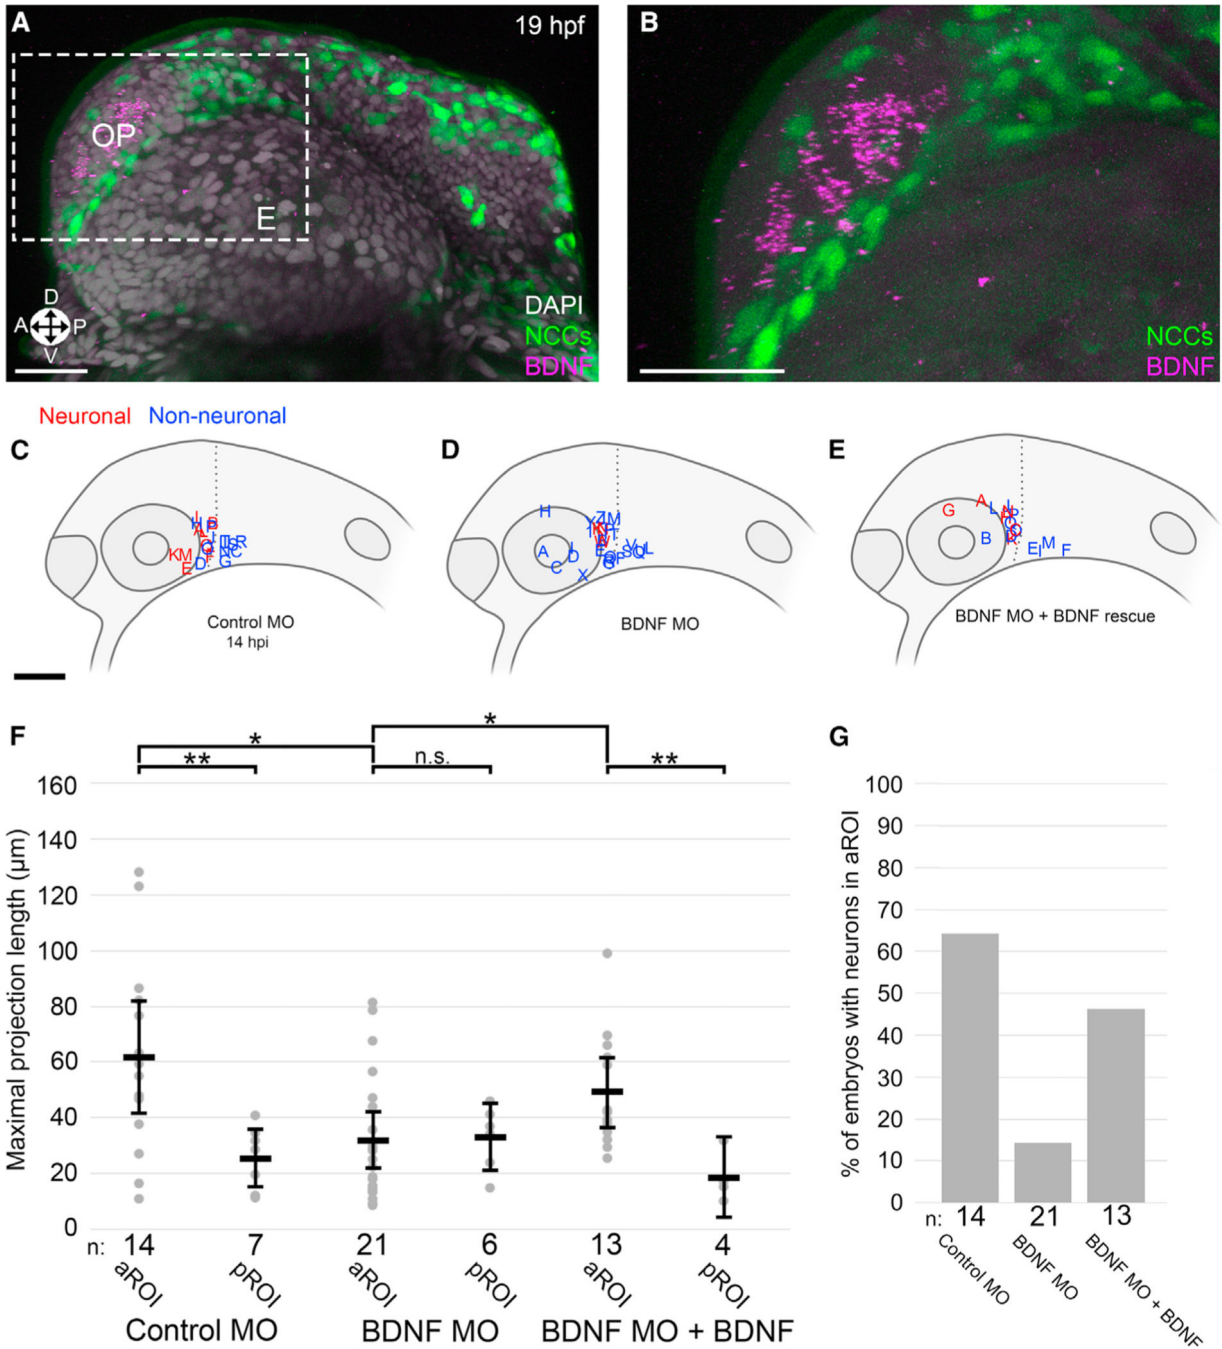 A
19 hpf
OP
E
D
A P
V
DAPI
NCCs
BDNF
B
NCCs
BDNF
Neuronal Non-neuronal
C
Control MO
14 hpi
D
BDNF MO
E
BDNF MO + BDNF rescue
F
Maximal projection length (µm)
160
140
120
100
80
60
40
20
0
*
**
n.s.
*
**
n: 14 7 21 6 13 4
aROI pROI aROI pROI aROI pROI
Control MO BDNF MO BDNF MO + BDNF
G
% of embryos with neurons in aROI
100
90
80
70
60
50
40
30
20
10
0
n: 14 21 13
Control MO
BDNF MO
BDNF MO + BDNF